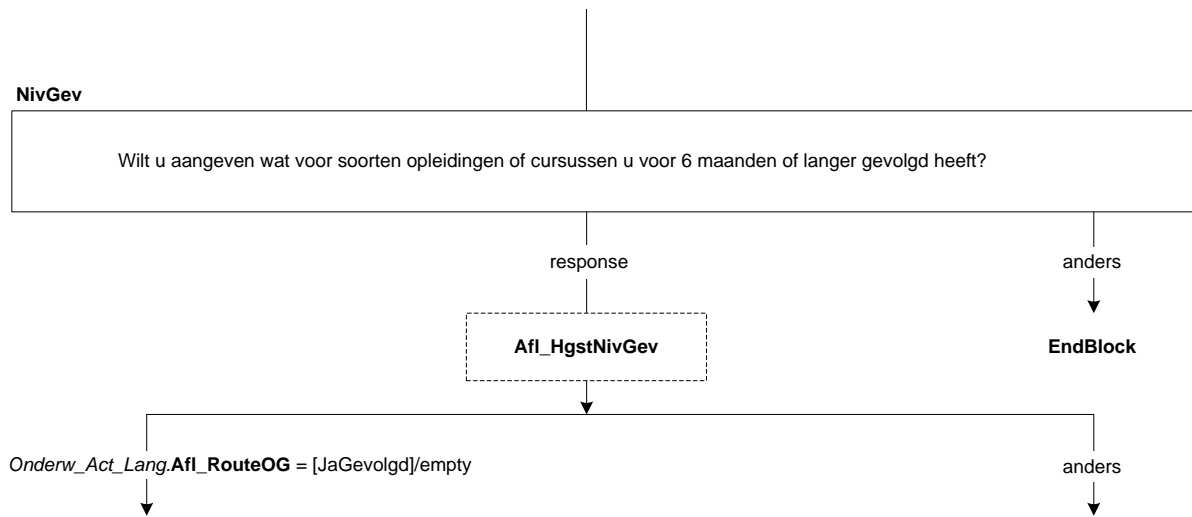 NivGev
Wilt u aangeven wat voor soorten opleidingen of cursussen u voor 6 maanden of langer gevolgd heeft?
response
anders
Afl_HgstNivGev
EndBlock
Onderw_Act_Lang.Afl_RouteOG = [JaGevolgd]/empty
anders